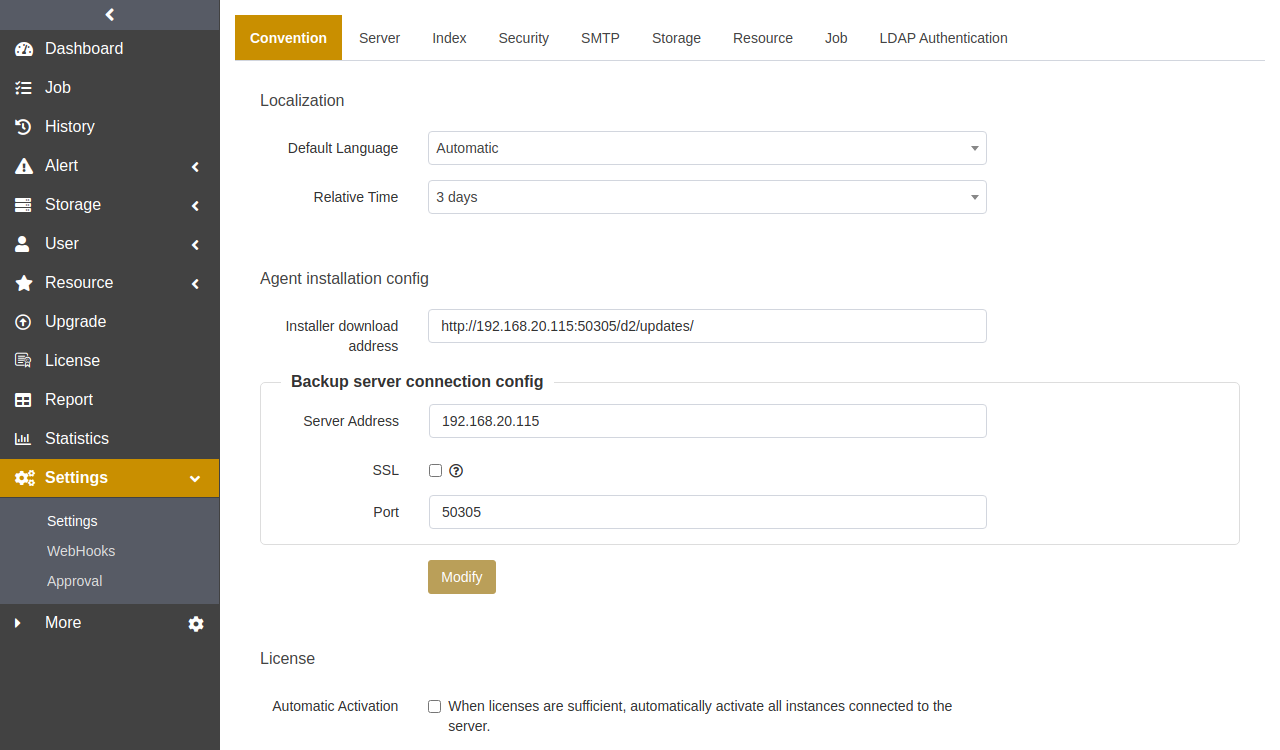 Dashboard
Job
History
Alert
Storage
User
Resource
Upgrade
License
Report
Statistics
Settings
Settings
WebHooks
Approval
More
Convention Server Index Security SMTP Storage Resource Job LDAP Authentication
Localization
Default Language Automatic
Relative Time 3 days
Agent installation config
Installer download http://192.168.20.115:50305/d2/updates/
address
Backup server connection config
Server Address 192.168.20.115
SSL
Port 50305
Modify
License
Automatic Activation When licenses are sufficient, automatically activate all instances connected to the
server.